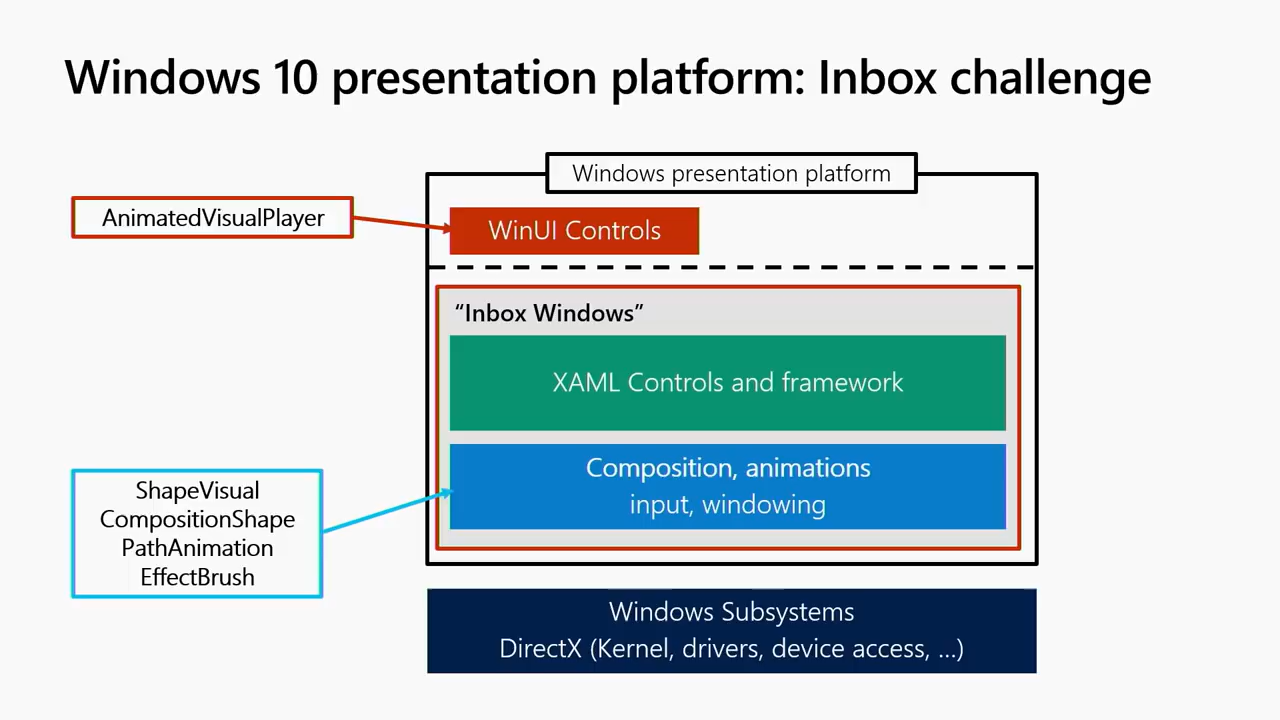 Windows 10 presentation platform: Inbox challenge
Windows presentation platform
AnimatedVisualPlayer
WinUI Controls
“Inbox Windows”
XAML Controls and framework
Composition, animations
input, windowing
ShapeVisual
CompositionShape
PathAnimation
EffectBrush
Windows Subsystems
DirectX (Kernel, drivers, device access, ...)